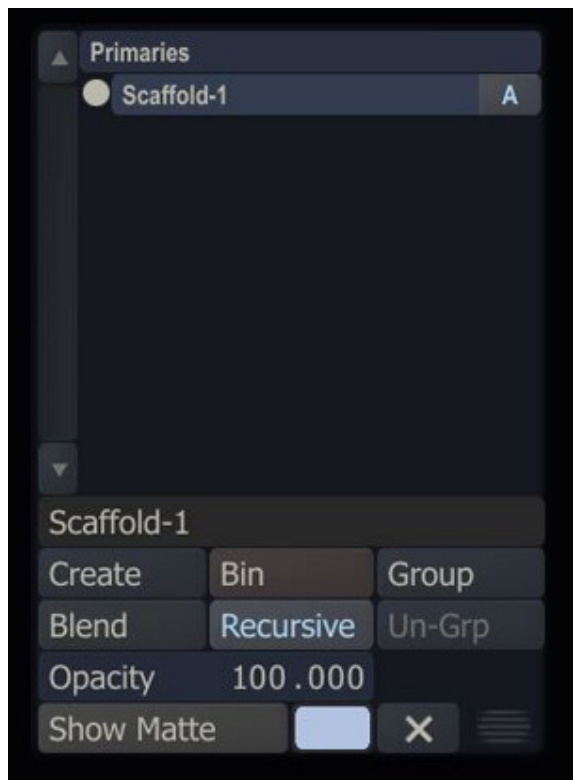 Primaries
Scaffold-1 A
Scaffold-1
Create Bin Group
Blend Recursive Un-Grp
Opacity 100.000
Show Matte